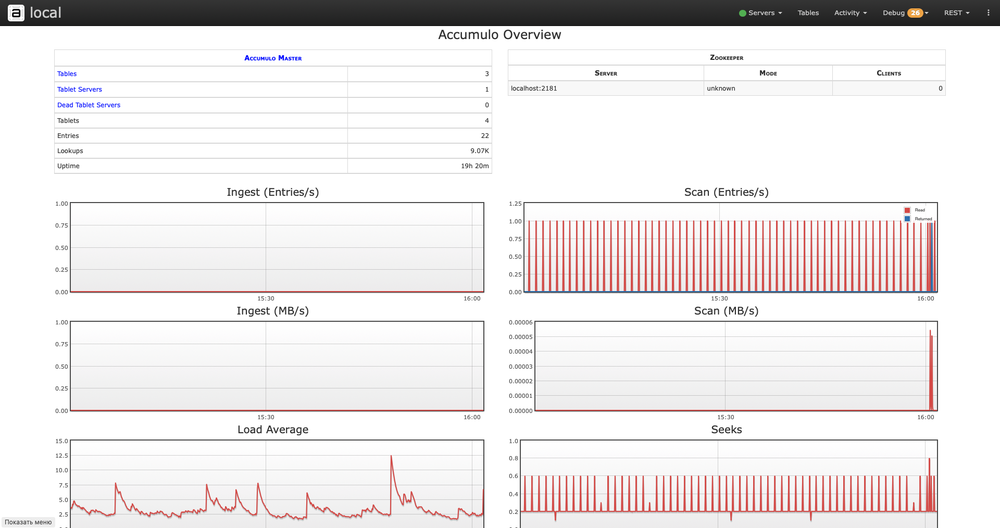 a local
Servers Tables Activity Debug 26 REST
Accumulo Overview
Accumulo Master
Tables 3
Tablet Servers 1
Dead Tablet Servers 0
Tablets 4
Entries 22
Lookups 9.07K
Uptime 19h 20m
Zookeeper
Server Mode Clients
localhost:2181 unknown 0
Ingest (Entries/s)
1.00
0.75
0.50
0.25
0.00
15:30 16:00
Scan (Entries/s)
1.25
1.00
0.75
0.50
0.25
0.00
Read
Returned
15:30 16:00
Ingest (MB/s)
1.00
0.75
0.50
0.25
0.00
15:30 16:00
Scan (MB/s)
0.00006
0.00005
0.00004
0.00003
0.00002
0.00001
0.00000
15:30 16:00
Load Average
15.0
12.5
10.0
7.5
5.0
2.5
Seeks
1.0
0.8
0.6
0.4
0.2
Показать меню